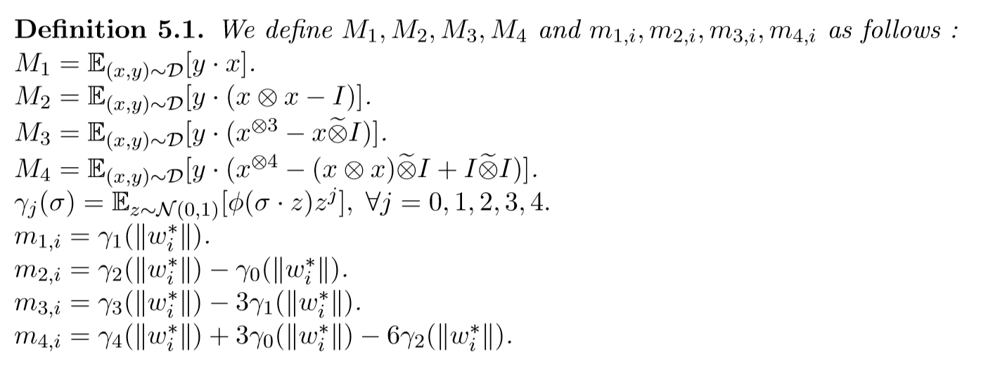 Definition 5.1. We define $M_1, M_2, M_3, M_4$ and $m_{1,i}, m_{2,i}, m_{3,i}, m_{4,i}$ as follows :
$M_1 = \mathbb{E}_{(x,y)\sim\mathcal{D}}[y \cdot x].$
$M_2 = \mathbb{E}_{(x,y)\sim\mathcal{D}}[y \cdot (x \otimes x - I)].$
$M_3 = \mathbb{E}_{(x,y)\sim\mathcal{D}}[y \cdot (x^{\otimes 3} - x \widetilde{\otimes} I)].$
$M_4 = \mathbb{E}_{(x,y)\sim\mathcal{D}}[y \cdot (x^{\otimes 4} - (x \otimes x) \widetilde{\otimes} I + I \widetilde{\otimes} I)].$
$\gamma_j(\sigma) = \mathbb{E}_{z\sim\mathcal{N}(0,1)}[\phi(\sigma \cdot z) z^j], \ \forall j = 0, 1, 2, 3, 4.$
$m_{1,i} = \gamma_1(\|w_i^*\|).$
$m_{2,i} = \gamma_2(\|w_i^*\|) - \gamma_0(\|w_i^*\|).$
$m_{3,i} = \gamma_3(\|w_i^*\|) - 3\gamma_1(\|w_i^*\|).$
$m_{4,i} = \gamma_4(\|w_i^*\|) + 3\gamma_0(\|w_i^*\|) - 6\gamma_2(\|w_i^*\|).$